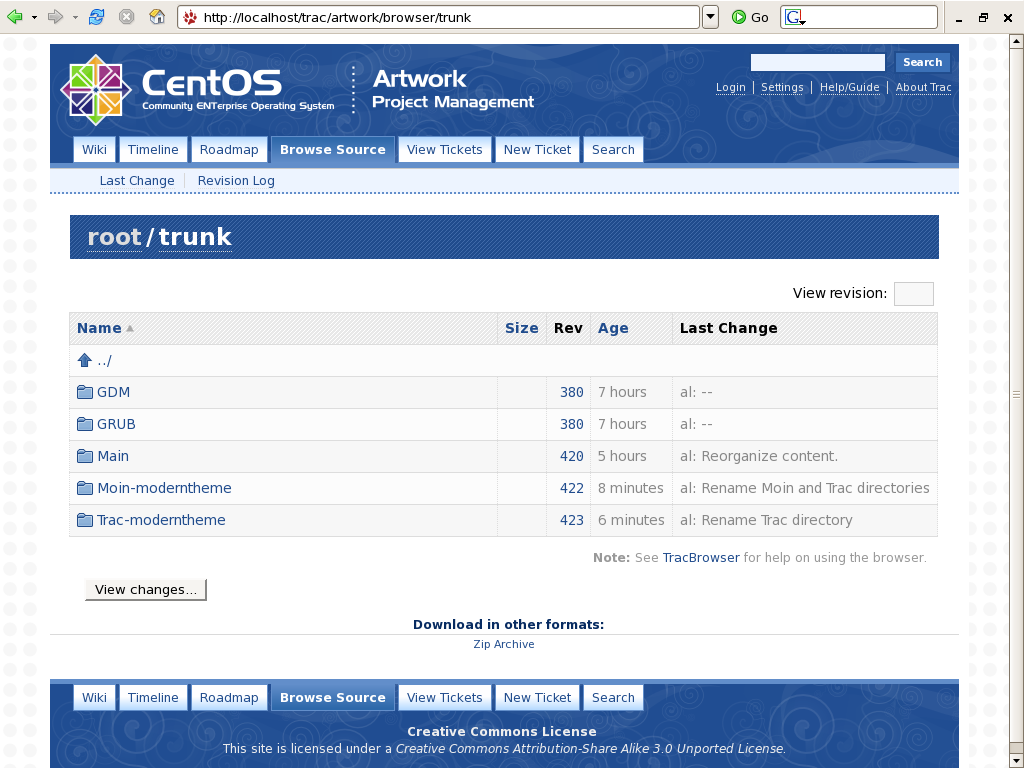 http://localhost/trac/artwork/browser/trunk
Go
G
CentOS
Community ENTerprise Operating System
Artwork
Project Management
Search
Login Settings Help/Guide About Trac
Wiki Timeline Roadmap Browse Source View Tickets New Ticket Search
Last Change Revision Log
root / trunk
View revision:
Name Size Rev Age Last Change
../
GDM 380 7 hours al: --
GRUB 380 7 hours al: --
Main 420 5 hours al: Reorganize content.
Moin-moderntheme 422 8 minutes al: Rename Moin and Trac directories
Trac-moderntheme 423 6 minutes al: Rename Trac directory
Note: See TracBrowser for help on using the browser.
View changes...
Download in other formats:
Zip Archive
Wiki Timeline Roadmap Browse Source View Tickets New Ticket Search
Creative Commons License
This site is licensed under a Creative Commons Attribution-Share Alike 3.0 Unported License.